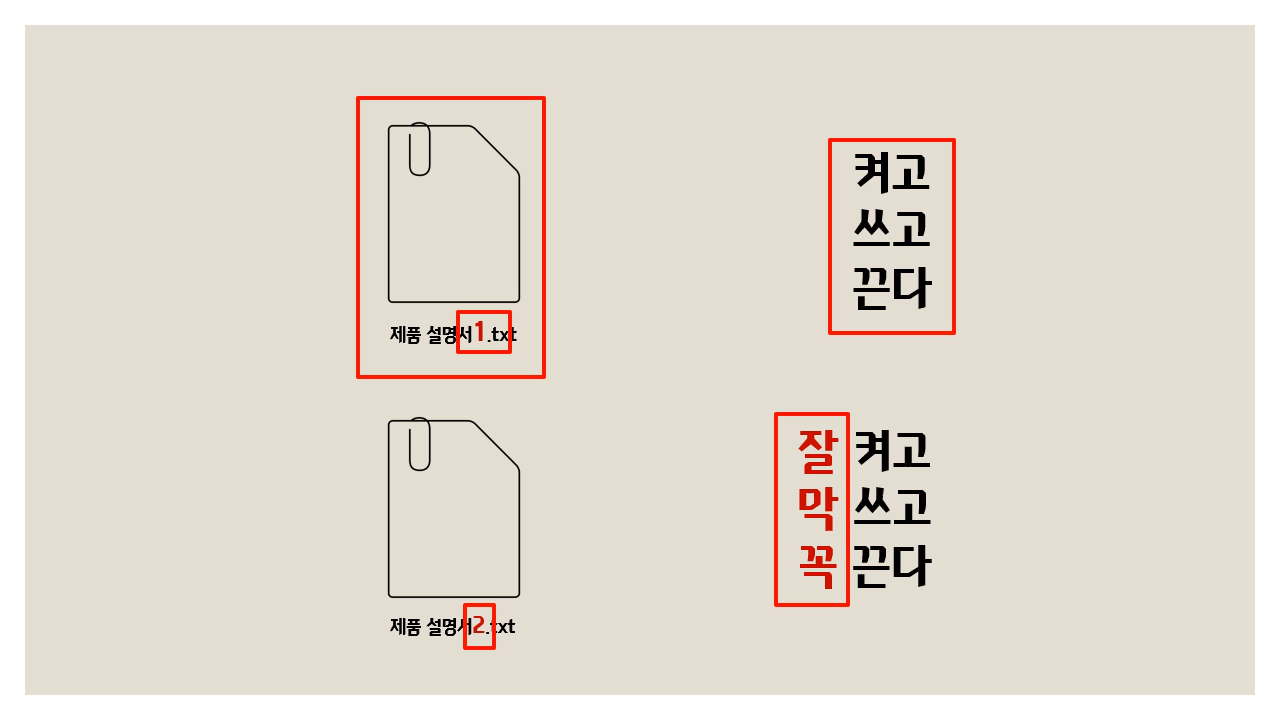 제품 설명서1.txt
켜고
쓰고
끈다
제품 설명서2.txt
잘 켜고
막 쓰고
꼭 끈다